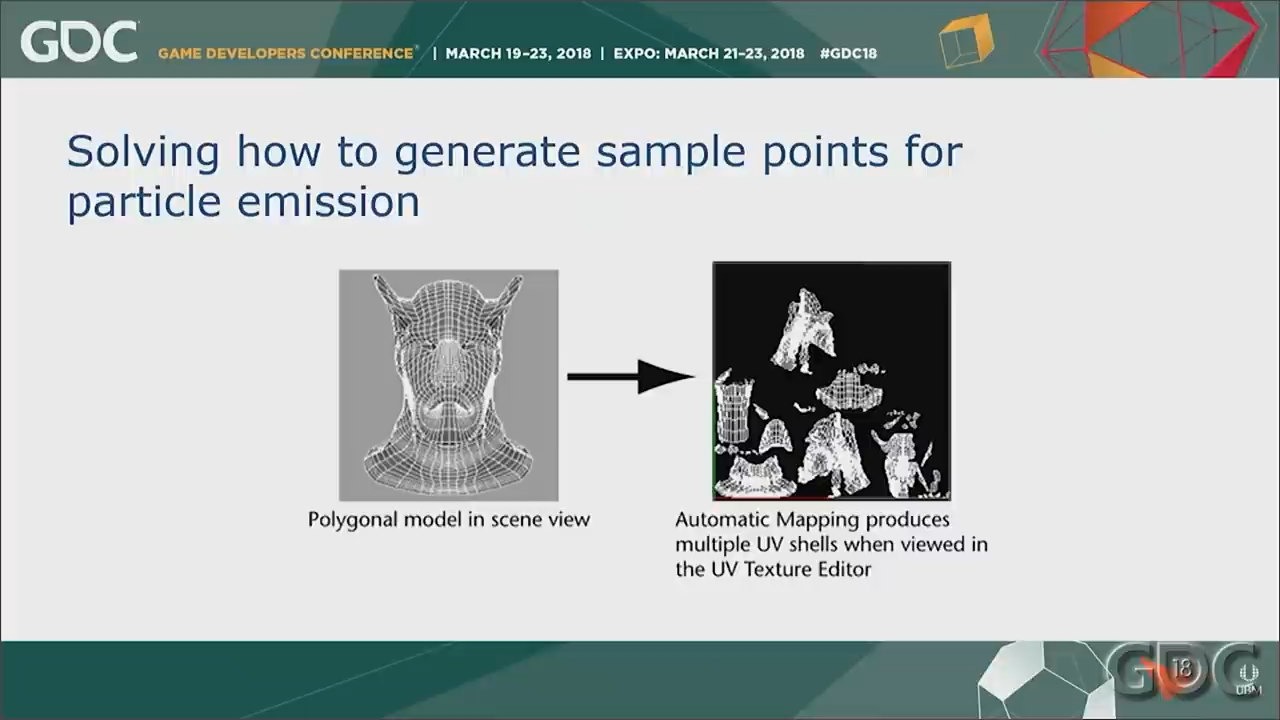 GDC GAME DEVELOPERS CONFERENCE® | MARCH 19–23, 2018 | EXPO: MARCH 21–23, 2018 #GDC18
Solving how to generate sample points for
particle emission
Polygonal model in scene view
Automatic Mapping produces
multiple UV shells when viewed in
the UV Texture Editor
GDC
18
UBM